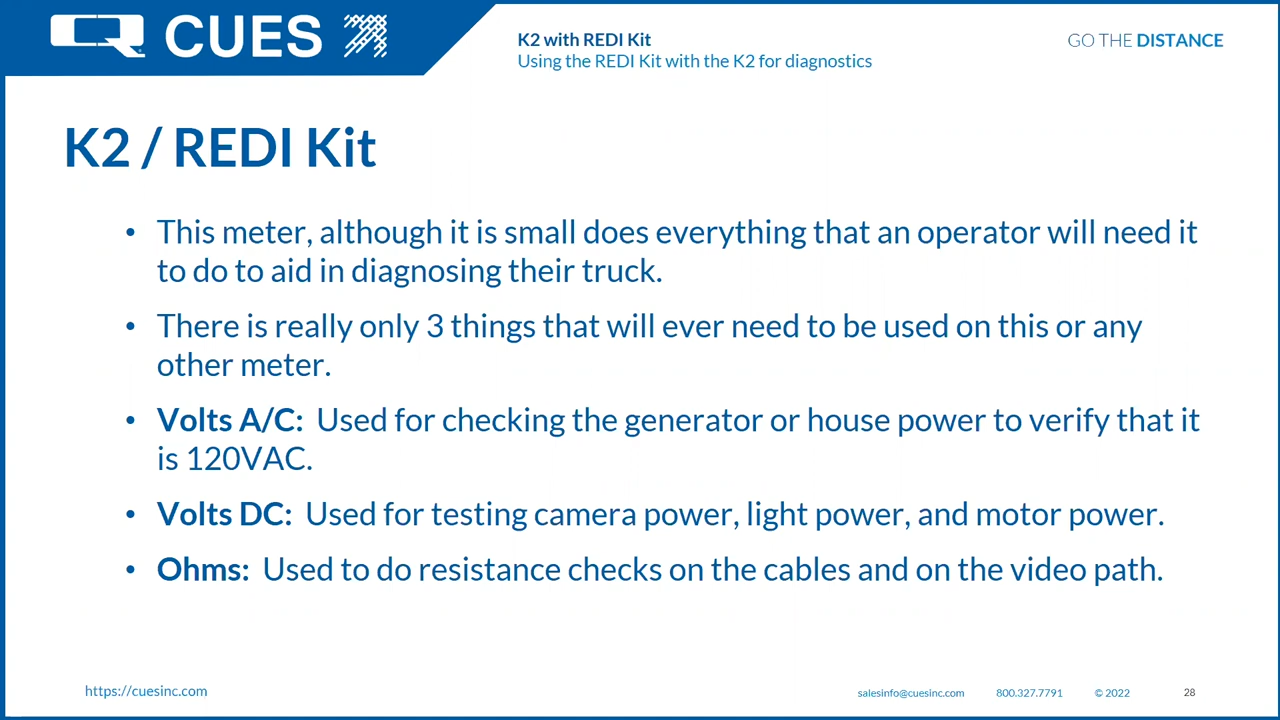 CUES
K2 with REDI Kit
Using the REDI Kit with the K2 for diagnostics
GO THE DISTANCE
K2 / REDI Kit
• This meter, although it is small does everything that an operator will need it
to do to aid in diagnosing their truck.
• There is really only 3 things that will ever need to be used on this or any
other meter.
• Volts A/C: Used for checking the generator or house power to verify that it
is 120VAC.
• Volts DC: Used for testing camera power, light power, and motor power.
• Ohms: Used to do resistance checks on the cables and on the video path.
https://cuesinc.com
salesinfo@cuesinc.com 800.327.7791 © 2022 28